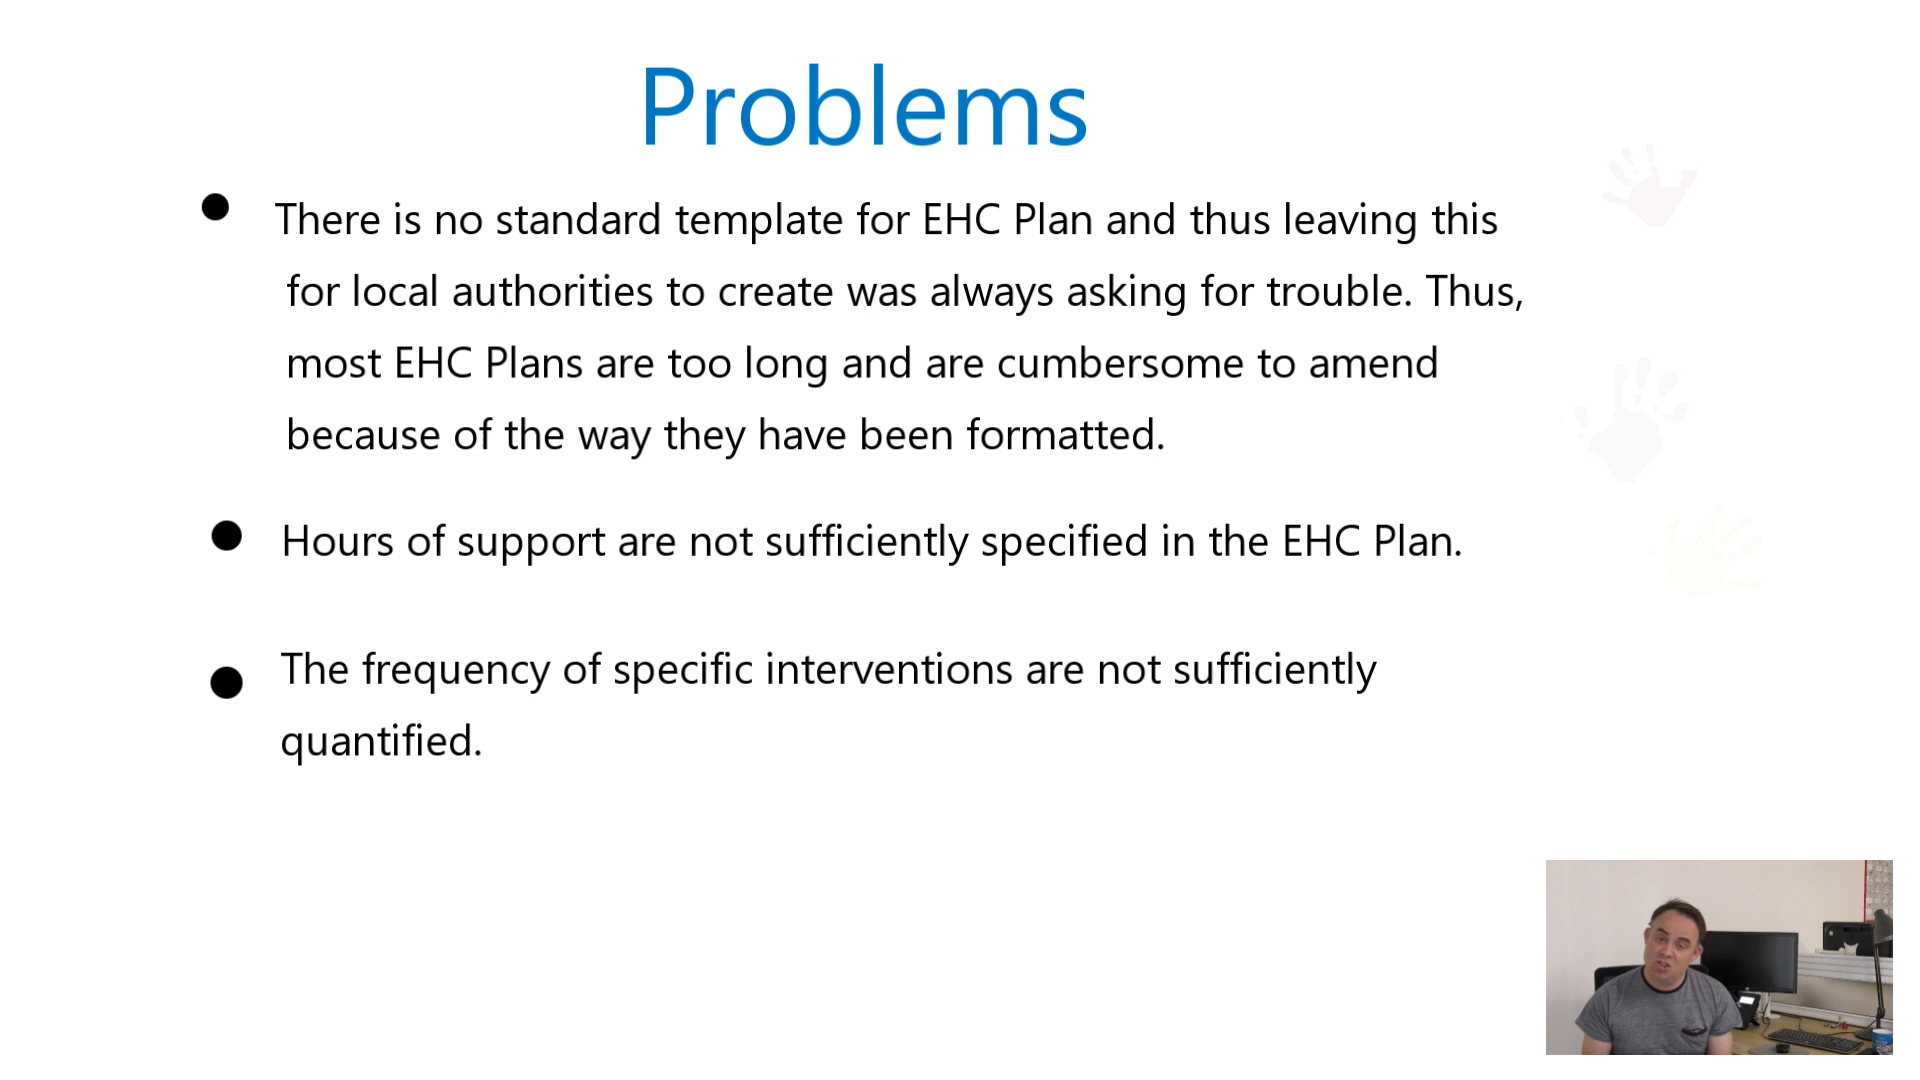 Problems
There is no standard template for EHC Plan and thus leaving this
for local authorities to create was always asking for trouble. Thus,
most EHC Plans are too long and are cumbersome to amend
because of the way they have been formatted.
Hours of support are not sufficiently specified in the EHC Plan.
The frequency of specific interventions are not sufficiently
quantified.